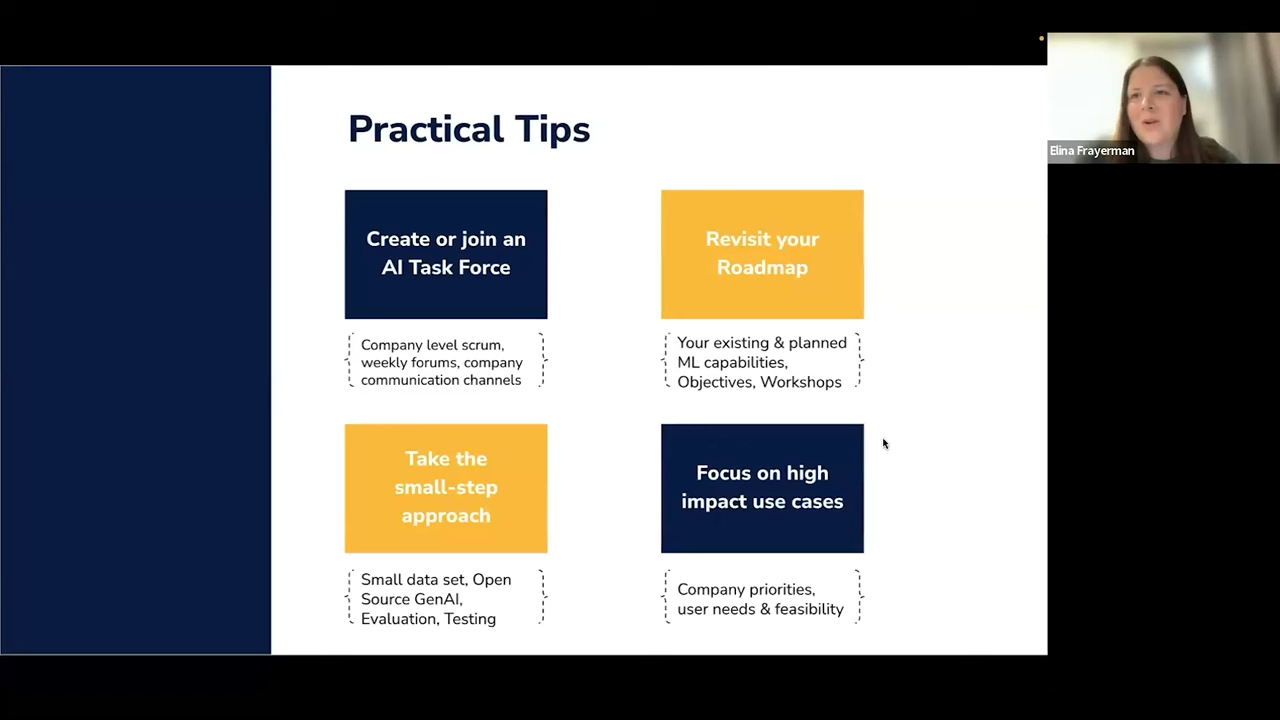 Practical Tips
Create or join an
AI Task Force
Company level scrum,
weekly forums, company
communication channels
Revisit your
Roadmap
Your existing & planned
ML capabilities,
Objectives, Workshops
Take the
small-step
approach
Small data set, Open
Source GenAI,
Evaluation, Testing
Focus on high
impact use cases
Company priorities,
user needs & feasibility
Elina Frayerman